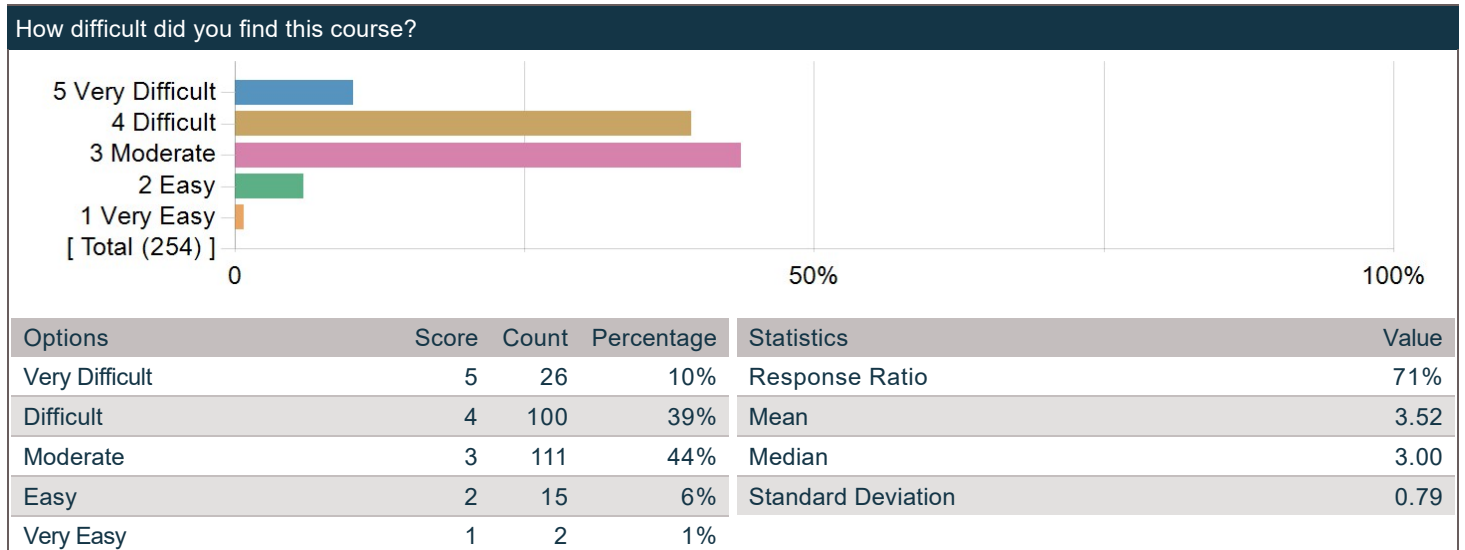 How difficult did you find this course?
5 Very Difficult
4 Difficult
3 Moderate
2 Easy
1 Very Easy
[ Total (254) ]
0 50% 100%
Options Score Count Percentage
Very Difficult 5 26 10%
Difficult 4 100 39%
Moderate 3 111 44%
Easy 2 15 6%
Very Easy 1 2 1%
Statistics Value
Response Ratio 71%
Mean 3.52
Median 3.00
Standard Deviation 0.79